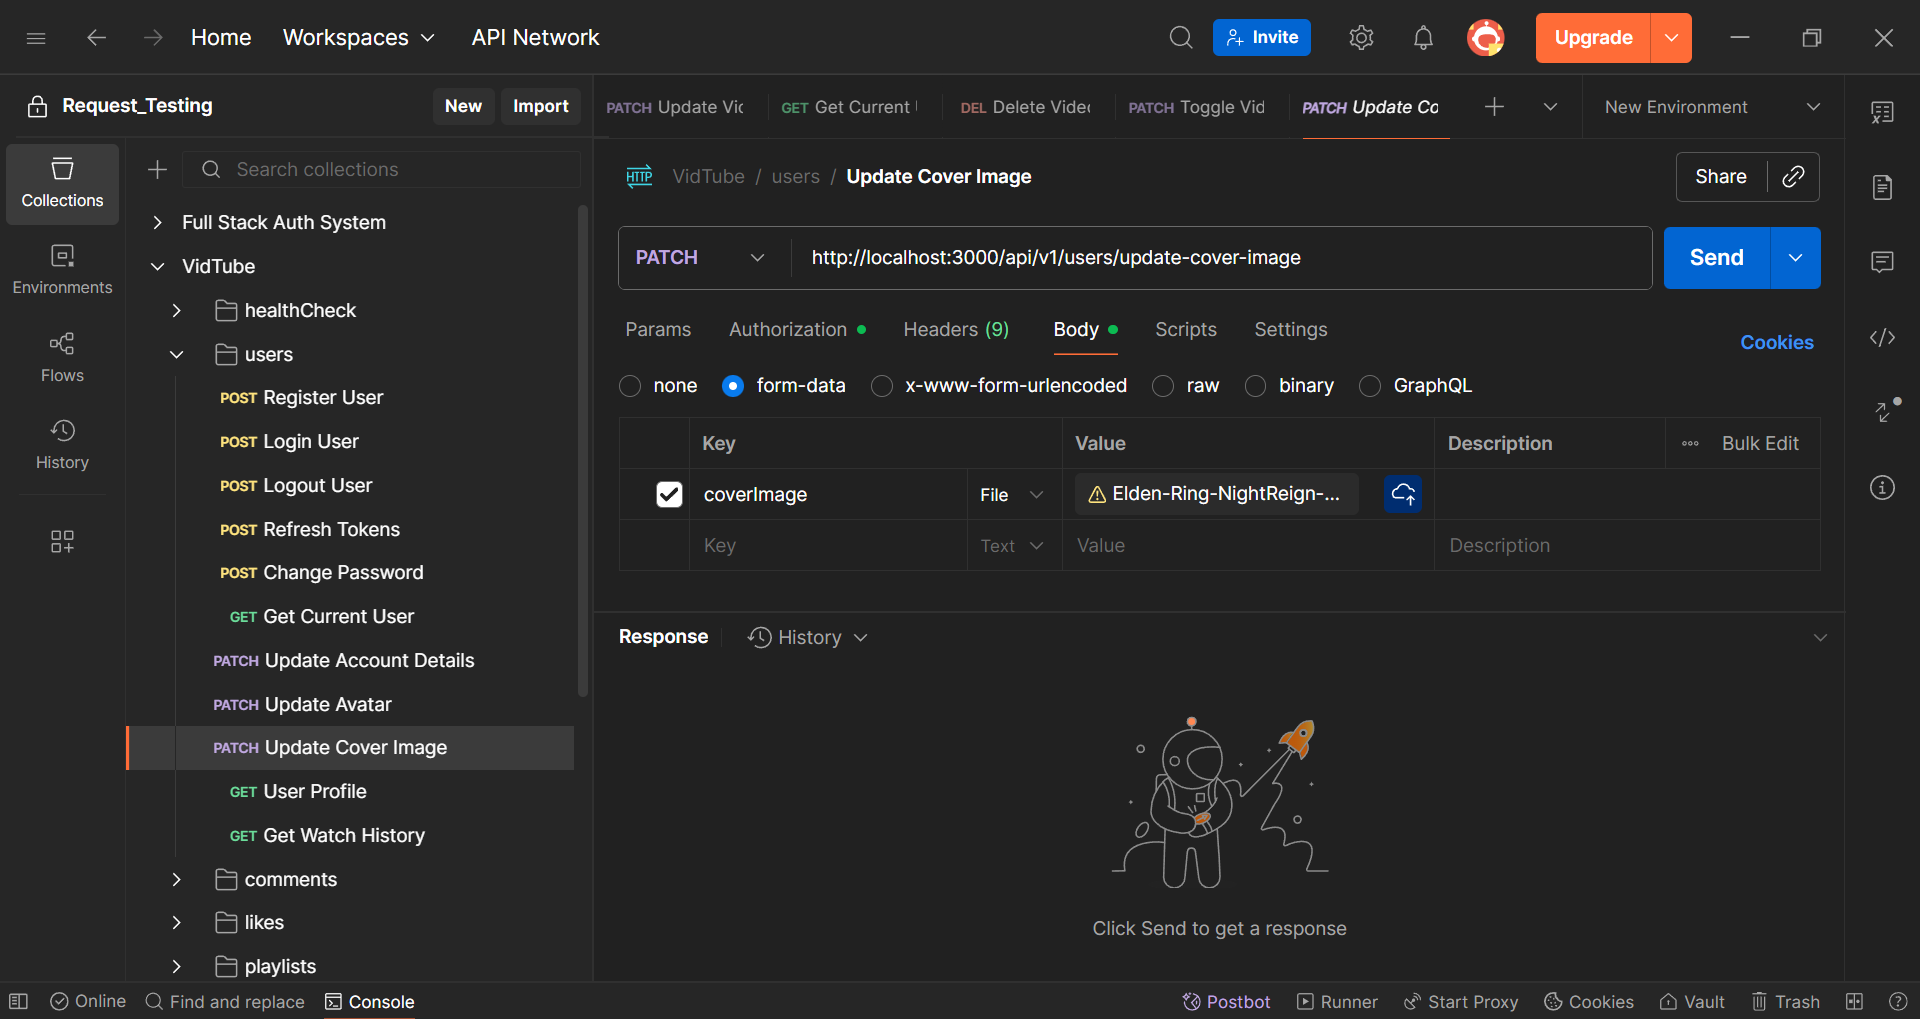 Home Workspaces API Network Invite Upgrade
Request_Testing New Import
PATCH Update Vic GET Get Current DEL Delete Videc PATCH Toggle Vid PATCH Update Co New Environment
Collections
Environments
Flows
History
Search collections
Full Stack Auth System
VidTube
healthCheck
users
POST Register User
POST Login User
POST Logout User
POST Refresh Tokens
POST Change Password
GET Get Current User
PATCH Update Account Details
PATCH Update Avatar
PATCH Update Cover Image
GET User Profile
GET Get Watch History
comments
likes
playlists
HTTP VidTube / users / Update Cover Image Share
PATCH http://localhost:3000/api/v1/users/update-cover-image Send
Params Authorization Headers (9) Body Scripts Settings Cookies
none form-data x-www-form-urlencoded raw binary GraphQL
Key Value Description Bulk Edit
coverImage File Elden-Ring-NightReign-...
Key Text Value Description
Response History
Click Send to get a response
Online Find and replace Console Postbot Runner Start Proxy Cookies Vault Trash